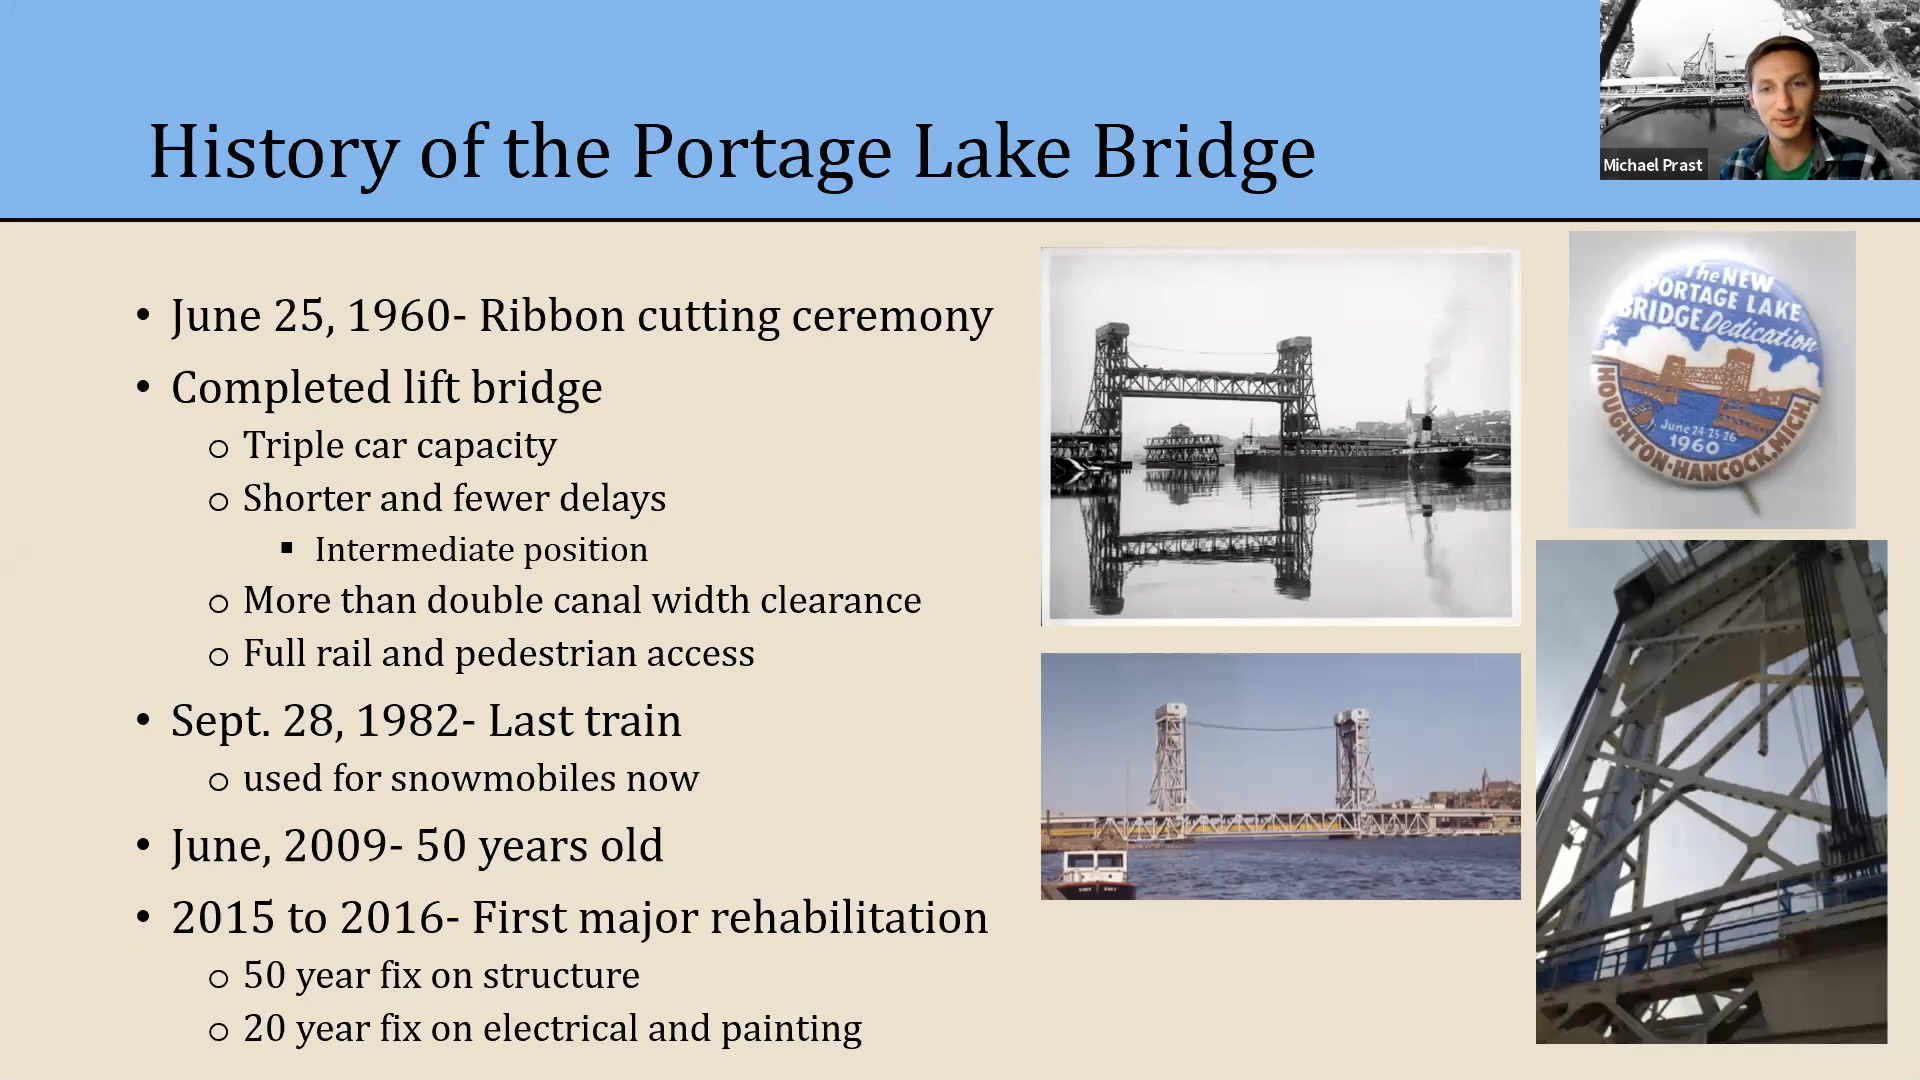 History of the Portage Lake Bridge
Michael Prast
• June 25, 1960- Ribbon cutting ceremony
• Completed lift bridge
o Triple car capacity
o Shorter and fewer delays
▪ Intermediate position
o More than double canal width clearance
o Full rail and pedestrian access
• Sept. 28, 1982- Last train
o used for snowmobiles now
• June, 2009- 50 years old
• 2015 to 2016- First major rehabilitation
o 50 year fix on structure
o 20 year fix on electrical and painting
The NEW
PORTAGE LAKE
BRIDGE Dedication
June 24-25-26
1960
HOUGHTON-HANCOCK, MICH.